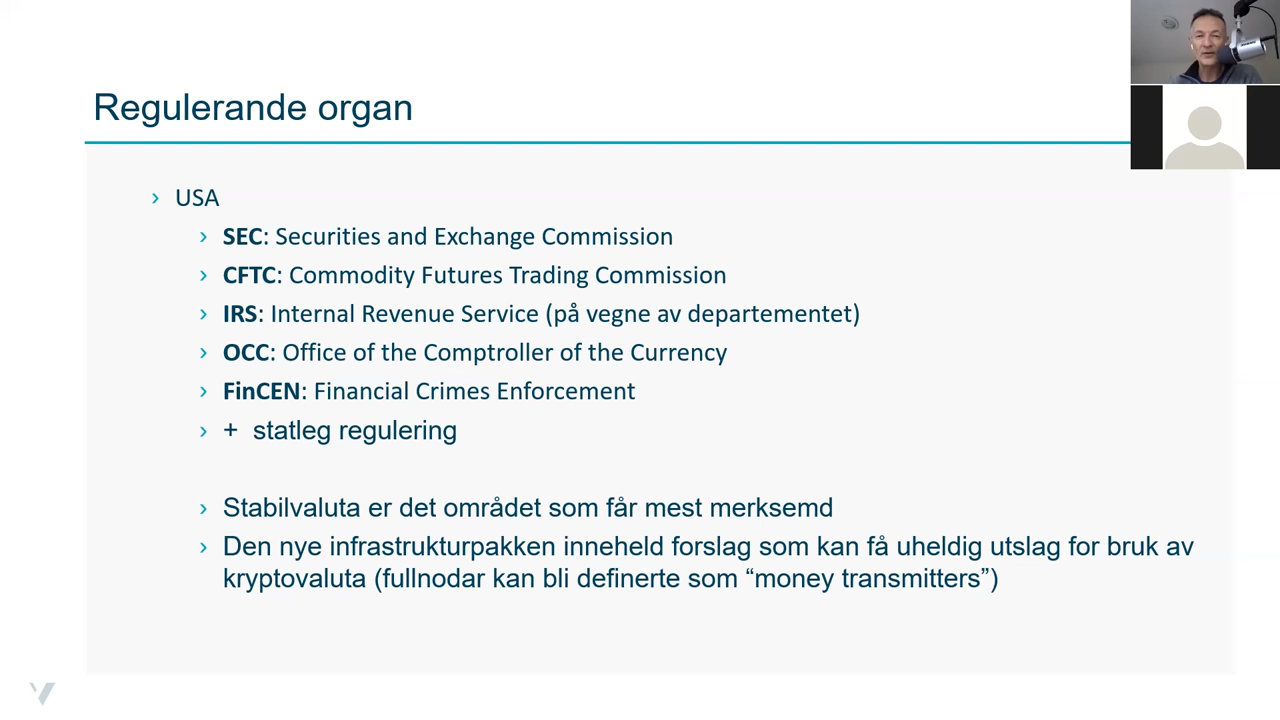 Regulerande organ
› USA
› SEC: Securities and Exchange Commission
› CFTC: Commodity Futures Trading Commission
› IRS: Internal Revenue Service (på vegne av departementet)
› OCC: Office of the Comptroller of the Currency
› FinCEN: Financial Crimes Enforcement
› + statleg regulering
› Stabilvaluta er det området som får mest merksemd
› Den nye infrastrukturpakken inneheld forslag som kan få uheldig utslag for bruk av
kryptovaluta (fullnodar kan bli definerte som “money transmitters”)